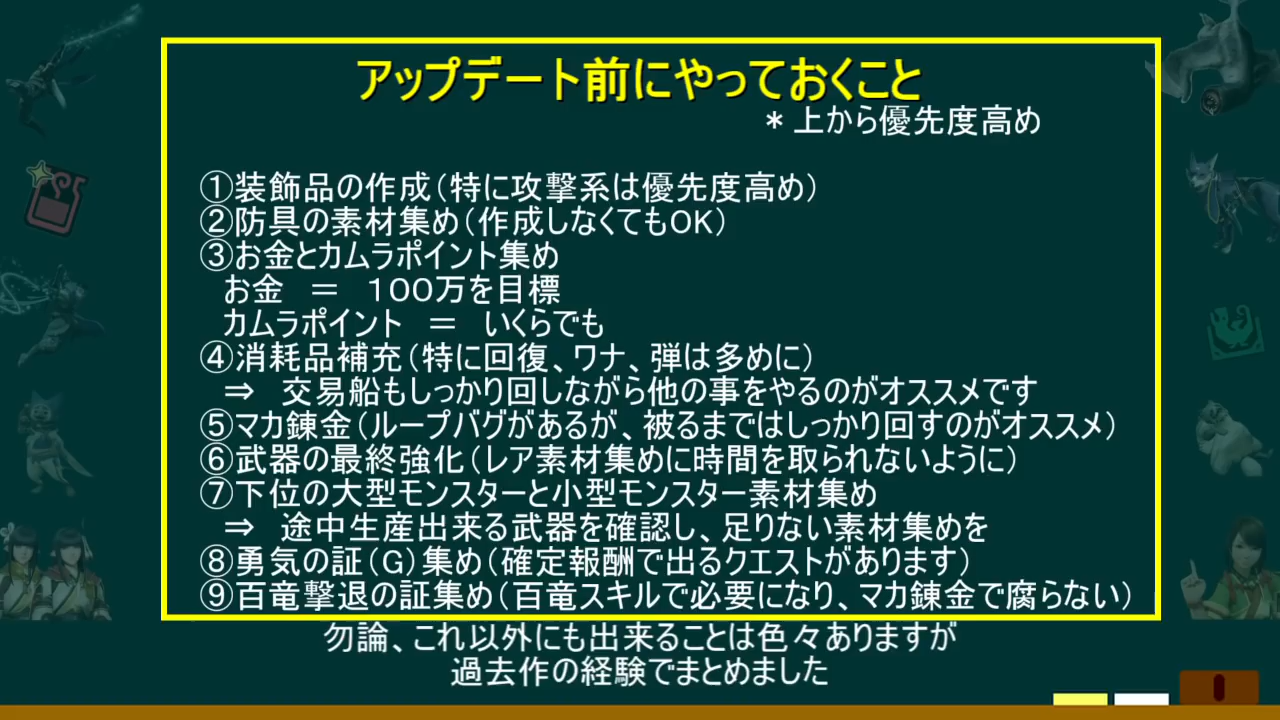 アップデート前にやっておくこと
＊上から優先度高め
①装飾品の作成（特に攻撃系は優先度高め）
②防具の素材集め（作成しなくてもOK）
③お金とカムラポイント集め
お金　＝　１００万を目標
カムラポイント　＝　いくらでも
④消耗品補充（特に回復、ワナ、弾は多めに）
⇒　交易船もしっかり回しながら他の事をやるのがオススメです
⑤マカ錬金（ループバグがあるが、被るまではしっかり回すのがオススメ）
⑥武器の最終強化（レア素材集めに時間を取られないように）
⑦下位の大型モンスターと小型モンスター素材集め
⇒　途中生産出来る武器を確認し、足りない素材集めを
⑧勇気の証（G）集め（確定報酬で出るクエストがあります）
⑨百竜撃退の証集め（百竜スキルで必要になり、マカ錬金で腐らない）
勿論、これ以外にも出来ることは色々ありますが
過去作の経験でまとめました